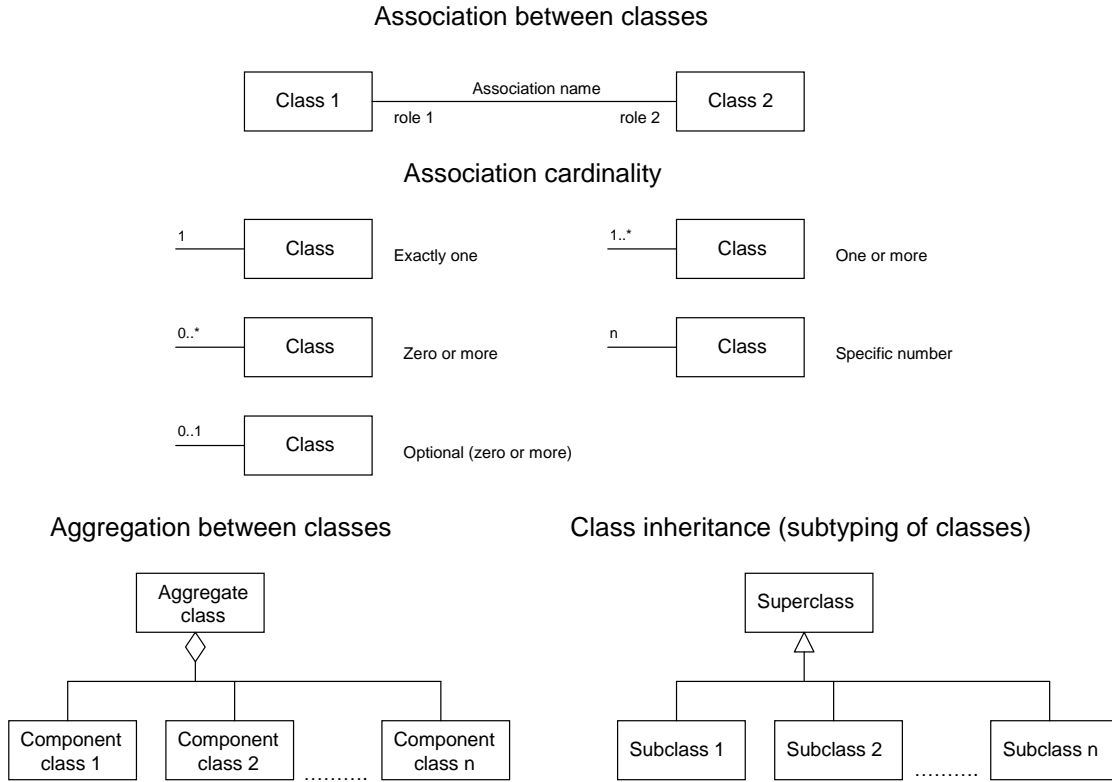 Association between classes
Class 1
Association name
Class 2
role 1
role 2
Association cardinality
1
Class
Exactly one
1..*
Class
One or more
0..*
Class
Zero or more
n
Class
Specific number
0..1
Class
Optional (zero or more)
Aggregation between classes
Class inheritance (subtyping of classes)
Aggregate
class
Superclass
Component
class 1
Component
class 2
..........
Component
class n
Subclass 1
Subclass 2
..........
Subclass n